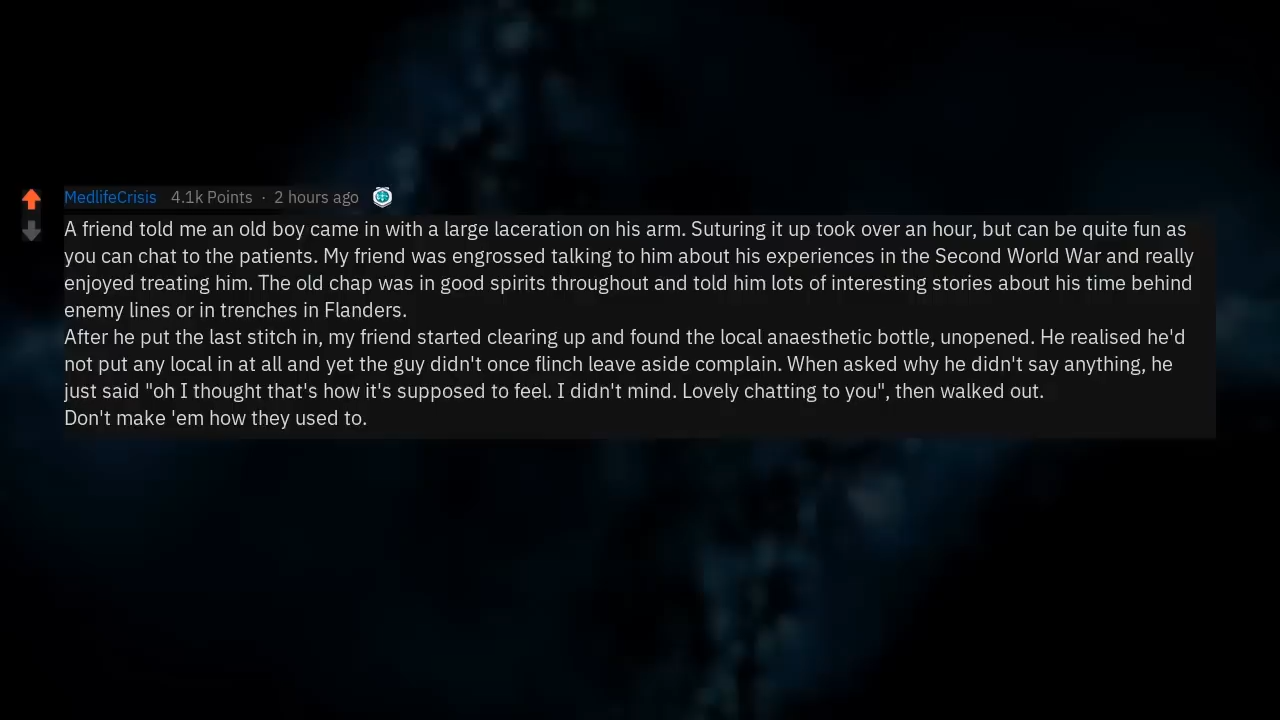 MedlifeCrisis 4.1k Points · 2 hours ago
A friend told me an old boy came in with a large laceration on his arm. Suturing it up took over an hour, but can be quite fun as
you can chat to the patients. My friend was engrossed talking to him about his experiences in the Second World War and really
enjoyed treating him. The old chap was in good spirits throughout and told him lots of interesting stories about his time behind
enemy lines or in trenches in Flanders.
After he put the last stitch in, my friend started clearing up and found the local anaesthetic bottle, unopened. He realised he'd
not put any local in at all and yet the guy didn't once flinch leave aside complain. When asked why he didn't say anything, he
just said "oh I thought that's how it's supposed to feel. I didn't mind. Lovely chatting to you", then walked out.
Don't make 'em how they used to.